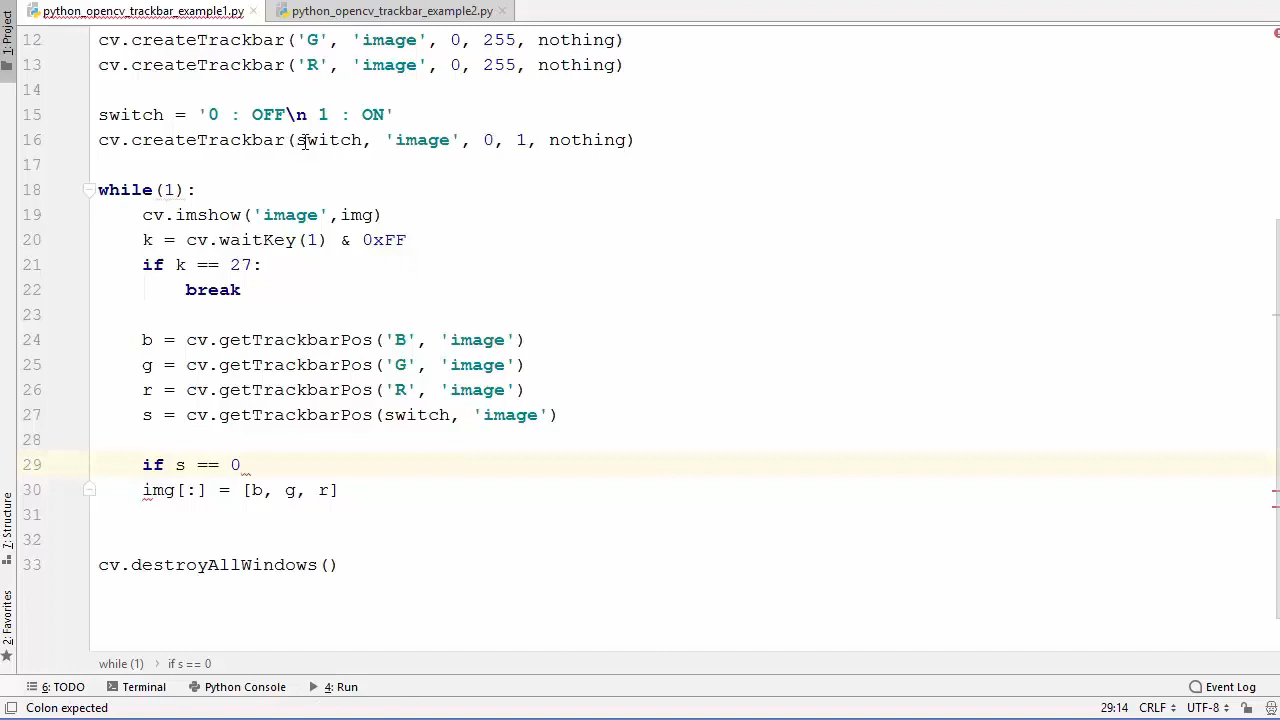 python_opencv_trackbar_example1.py python_opencv_trackbar_example2.py
1: Project
12 cv.createTrackbar('G', 'image', 0, 255, nothing)
13 cv.createTrackbar('R', 'image', 0, 255, nothing)
14
15 switch = '0 : OFF\n 1 : ON'
16 cv.createTrackbar(switch, 'image', 0, 1, nothing)
17
18 while(1):
19 cv.imshow('image',img)
20 k = cv.waitKey(1) & 0xFF
21 if k == 27:
22 break
23
24 b = cv.getTrackbarPos('B', 'image')
25 g = cv.getTrackbarPos('G', 'image')
26 r = cv.getTrackbarPos('R', 'image')
27 s = cv.getTrackbarPos(switch, 'image')
28
29 if s == 0
30 img[:] = [b, g, r]
31
32
33 cv.destroyAllWindows()
7: Structure
2: Favorites
while (1) › if s == 0
6: TODO Terminal Python Console 4: Run Event Log
Colon expected 29:14 CRLF UTF-8